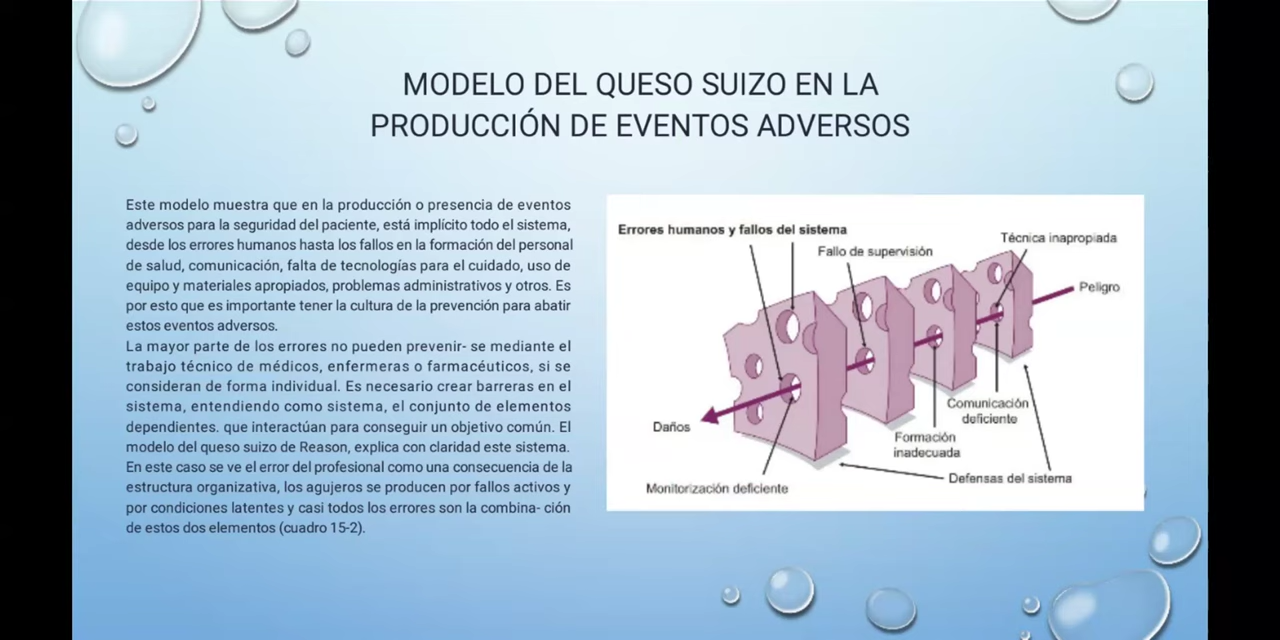 MODELO DEL QUESO SUIZO EN LA
PRODUCCIÓN DE EVENTOS ADVERSOS
Este modelo muestra que en la producción o presencia de eventos
adversos para la seguridad del paciente, está implícito todo el sistema,
desde los errores humanos hasta los fallos en la formación del personal
de salud, comunicación, falta de tecnologías para el cuidado, uso de
equipo y materiales apropiados, problemas administrativos y otros. Es
por esto que es importante tener la cultura de la prevención para abatir
estos eventos adversos.
La mayor parte de los errores no pueden prevenir- se mediante el
trabajo técnico de médicos, enfermeras o farmacéuticos, si se
consideran de forma individual. Es necesario crear barreras en el
sistema, entendiendo como sistema, el conjunto de elementos
dependientes. que interactúan para conseguir un objetivo común. El
modelo del queso suizo de Reason, explica con claridad este sistema.
En este caso se ve el error del profesional como una consecuencia de la
estructura organizativa, los agujeros se producen por fallos activos y
por condiciones latentes y casi todos los errores son la combina- ción
de estos dos elementos (cuadro 15-2).
Errores humanos y fallos del sistema
Fallo de supervisión
Técnica inapropiada
Peligro
Daños
Comunicación
deficiente
Formación
inadecuada
Defensas del sistema
Monitorización deficiente